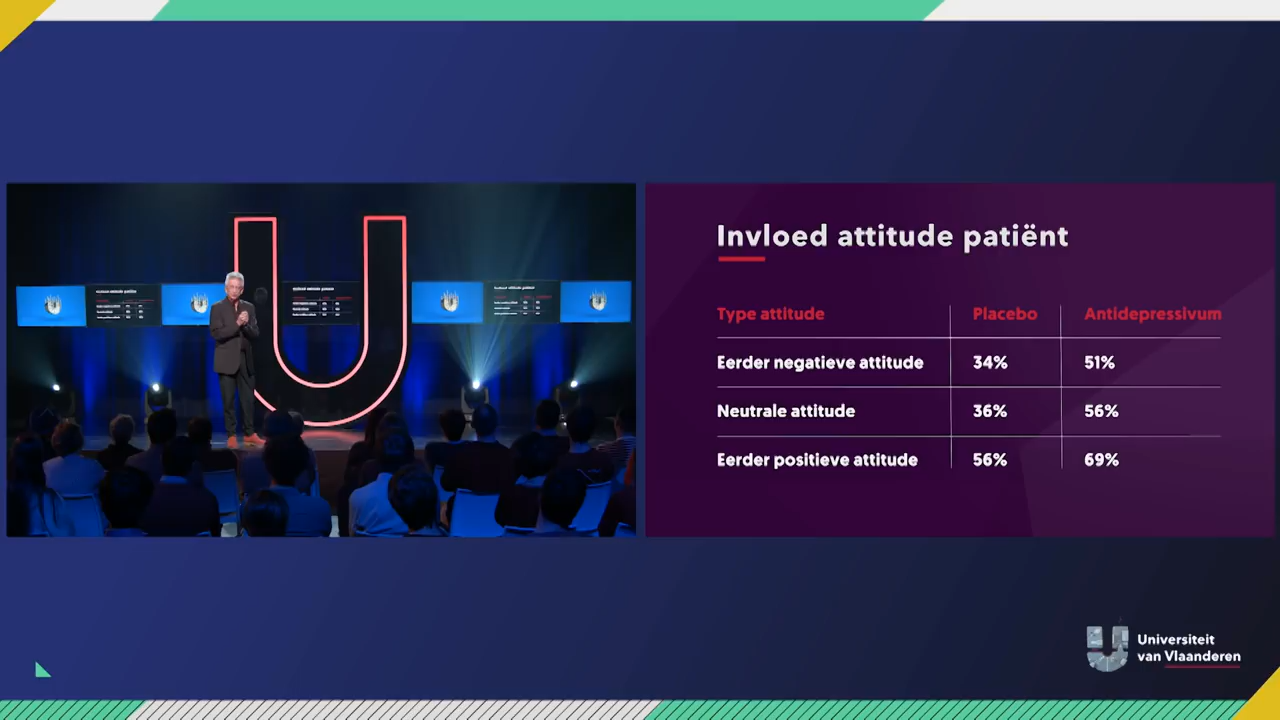 Invloed attitude patiënt
Type attitude Placebo Antidepressivum
Eerder negatieve attitude 34% 51%
Neutrale attitude 36% 56%
Eerder positieve attitude 56% 69%
Universiteit
van Vlaanderen